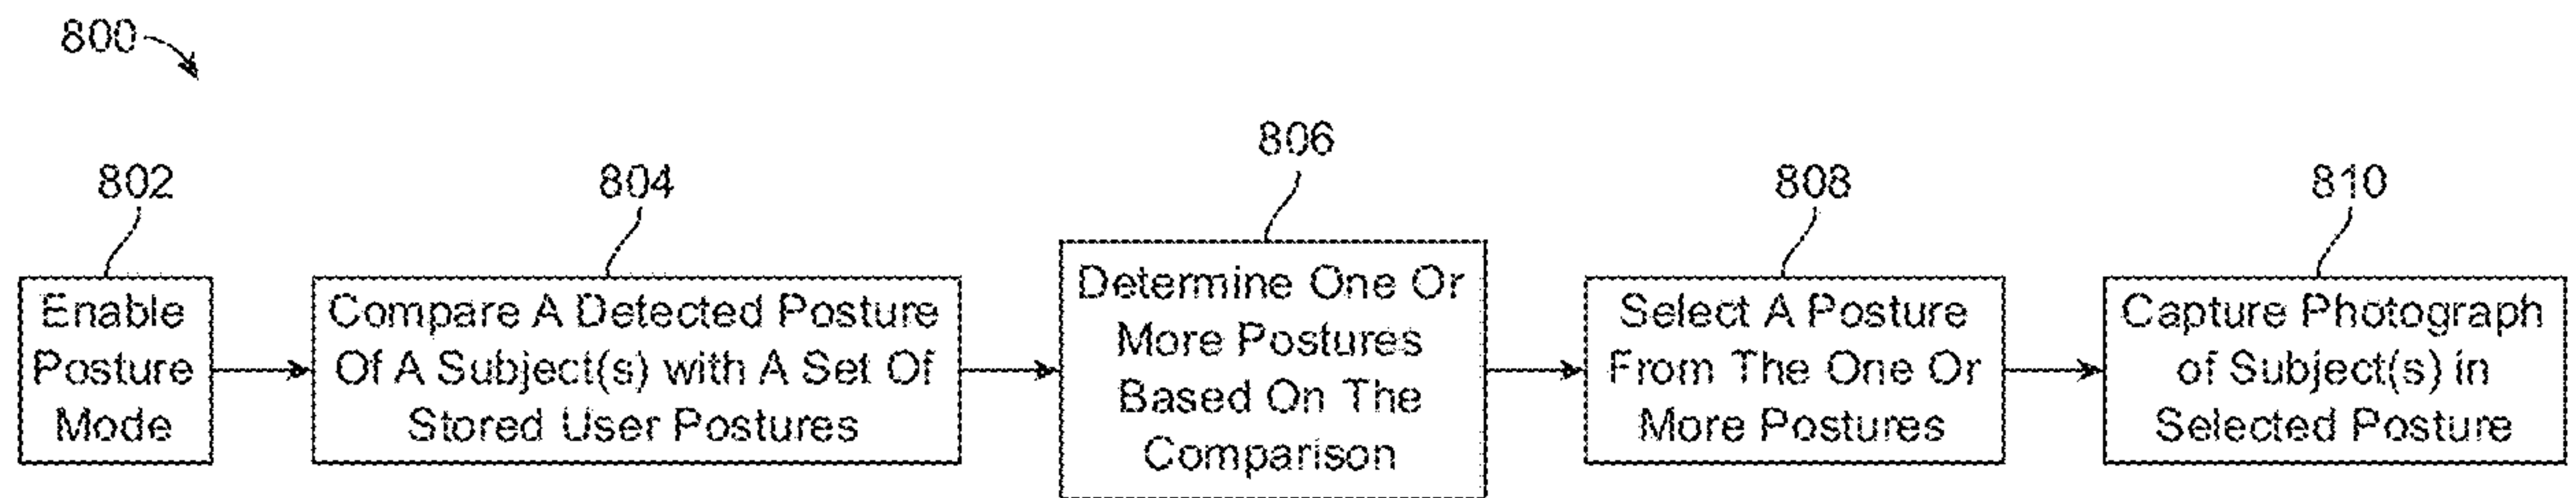 800
802
Enable
Posture
Mode
804
Compare A Detected Posture
Of A Subject(s) with A Set Of
Stored User Postures
806
Determine One Or
More Postures
Based On The
Comparison
808
Select A Posture
From The One Or
More Postures
810
Capture Photograph
of Subject(s) in
Selected Posture